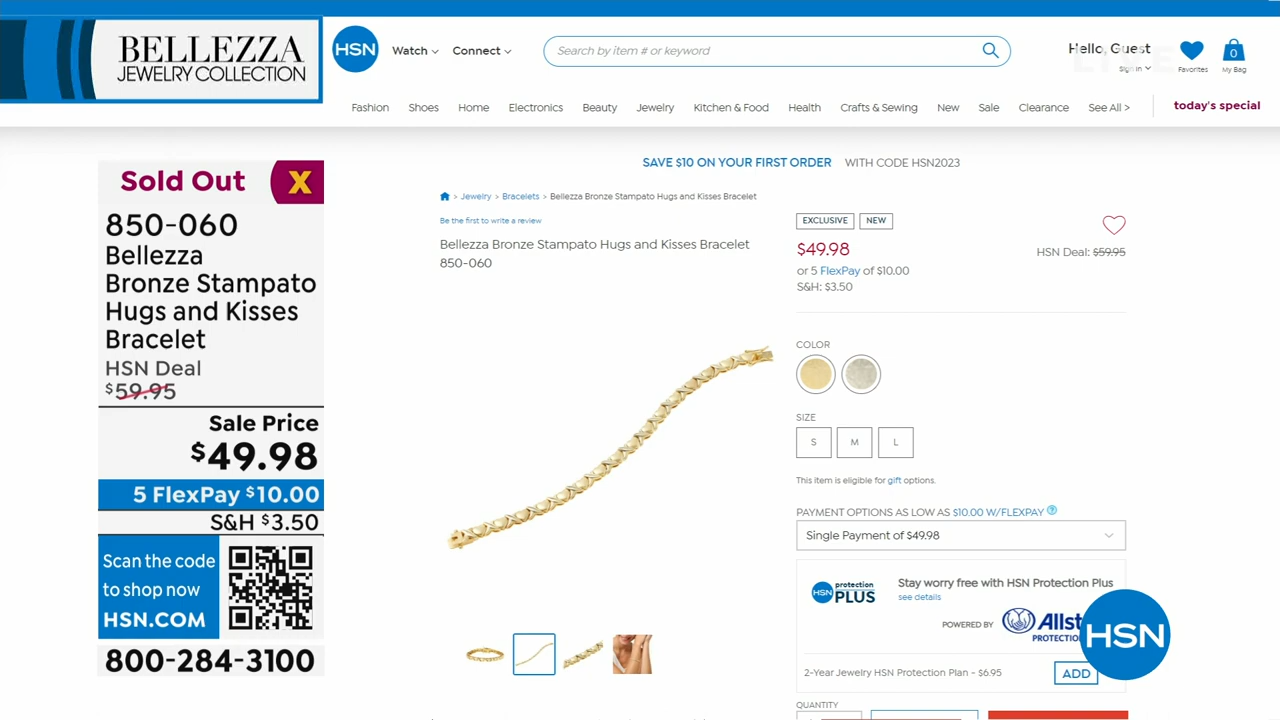 BELLEZZA
JEWELRY COLLECTION
HSN
Watch
Connect
Search by item # or keyword
Hello, Guest
Sign In
LIVE
Favorites
0
My Bag
Fashion Shoes Home Electronics Beauty Jewelry Kitchen & Food Health Crafts & Sewing New Sale Clearance See All > today's special
SAVE $10 ON YOUR FIRST ORDER WITH CODE HSN2023
Sold Out X
850-060
Bellezza
Bronze Stampato
Hugs and Kisses
Bracelet
HSN Deal
$59.95
Sale Price
$49.98
5 FlexPay $10.00
S&H $3.50
Scan the code
to shop now
HSN.COM
800-284-3100
> Jewelry > Bracelets > Bellezza Bronze Stampato Hugs and Kisses Bracelet
Be the first to write a review
Bellezza Bronze Stampato Hugs and Kisses Bracelet
850-060
EXCLUSIVE NEW
$49.98
HSN Deal: $59.95
or 5 FlexPay of $10.00
S&H: $3.50
COLOR
SIZE
S M L
This item is eligible for gift options.
PAYMENT OPTIONS AS LOW AS $10.00 W/FLEXPAY ?
Single Payment of $49.98
HSN protection PLUS
Stay worry free with HSN Protection Plus
see details
POWERED BY
Allst
PROTECTIO
HSN
2-Year Jewelry HSN Protection Plan - $6.95
ADD
QUANTITY